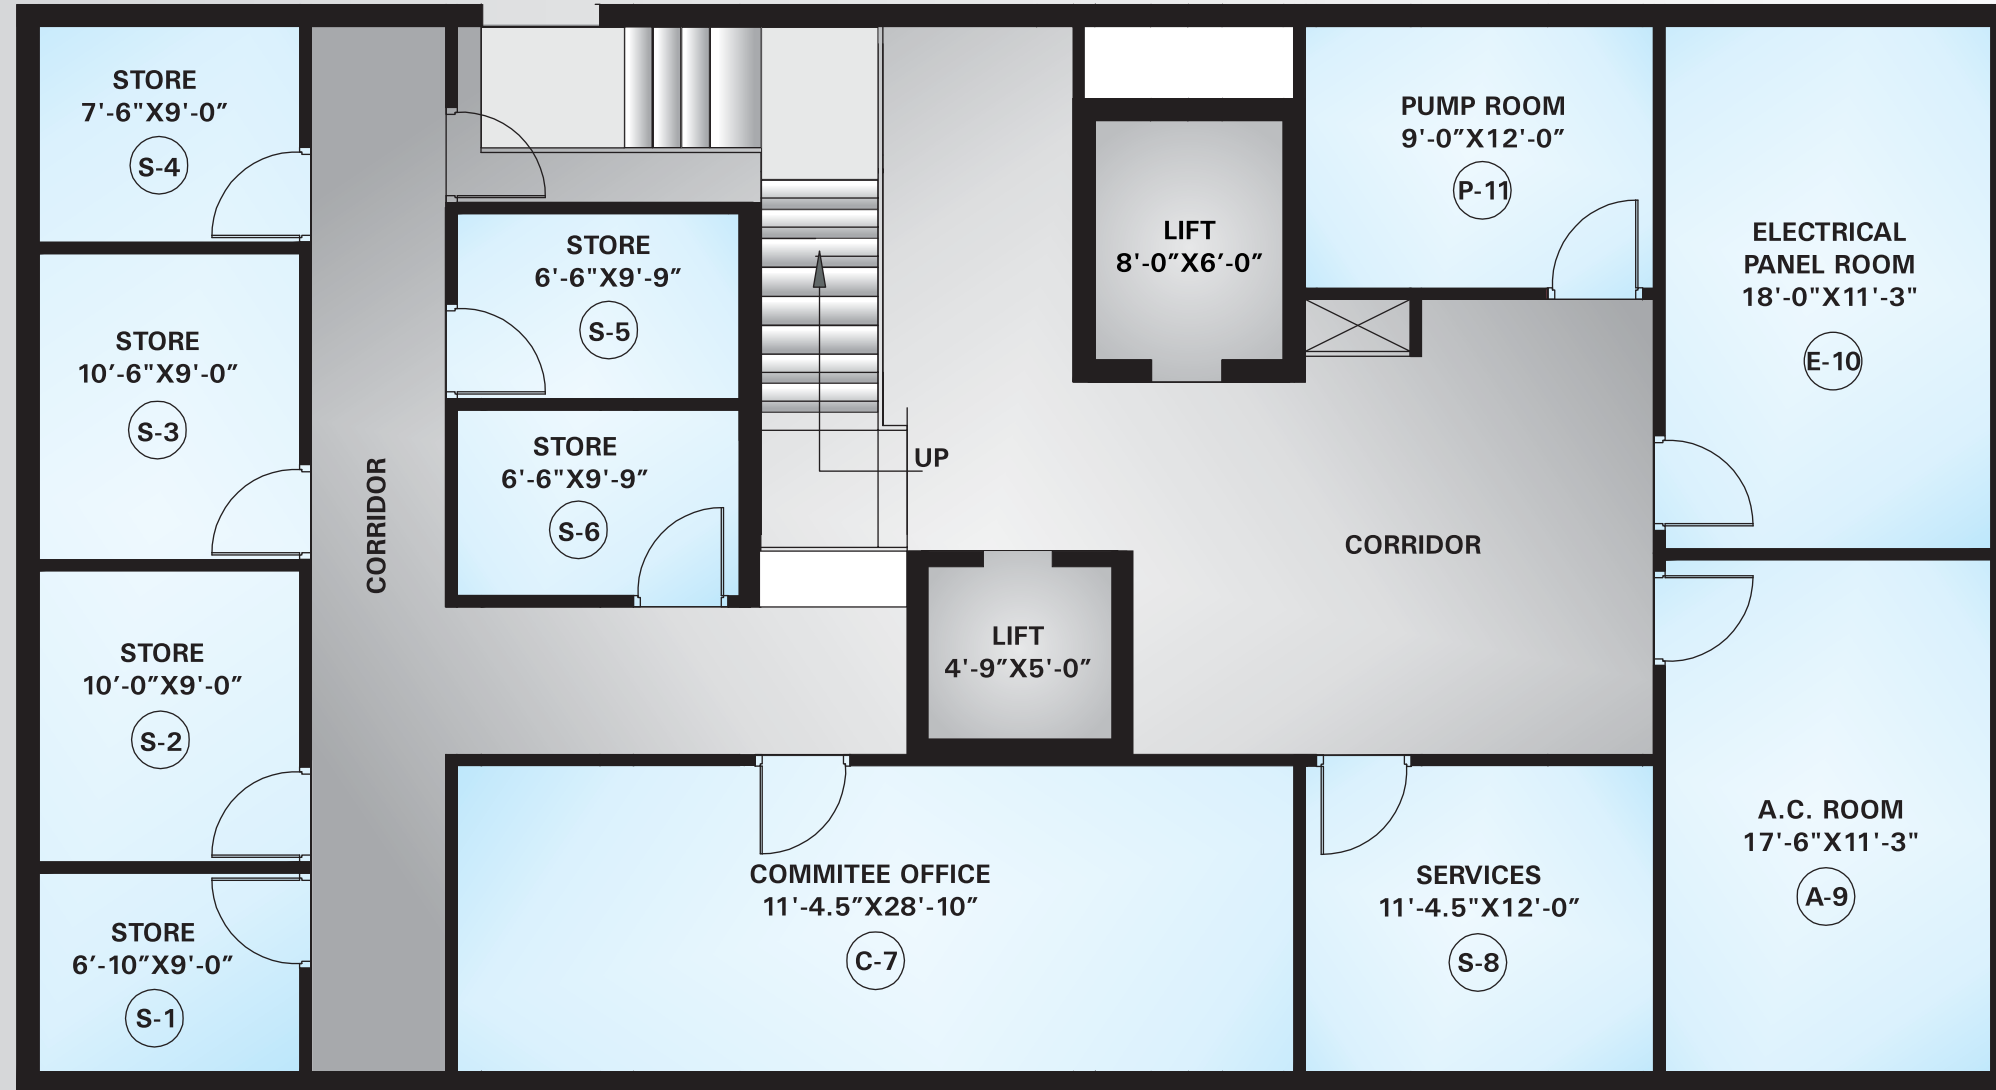 STORE
7'-6"X9'-0"
S-4
STORE
10'-6"X9'-0"
S-3
STORE
10'-0"X9'-0"
S-2
STORE
6'-10"X9'-0"
S-1
CORRIDOR
STORE
6'-6"X9'-9"
S-5
STORE
6'-6"X9'-9"
S-6
UP
LIFT
8'-0"X6'-0"
LIFT
4'-9"X5'-0"
PUMP ROOM
9'-0"X12'-0"
P-11
CORRIDOR
ELECTRICAL
PANEL ROOM
18'-0"X11'-3"
E-10
COMMITEE OFFICE
11'-4.5"X28'-10"
C-7
SERVICES
11'-4.5"X12'-0"
S-8
A.C. ROOM
17'-6"X11'-3"
A-9